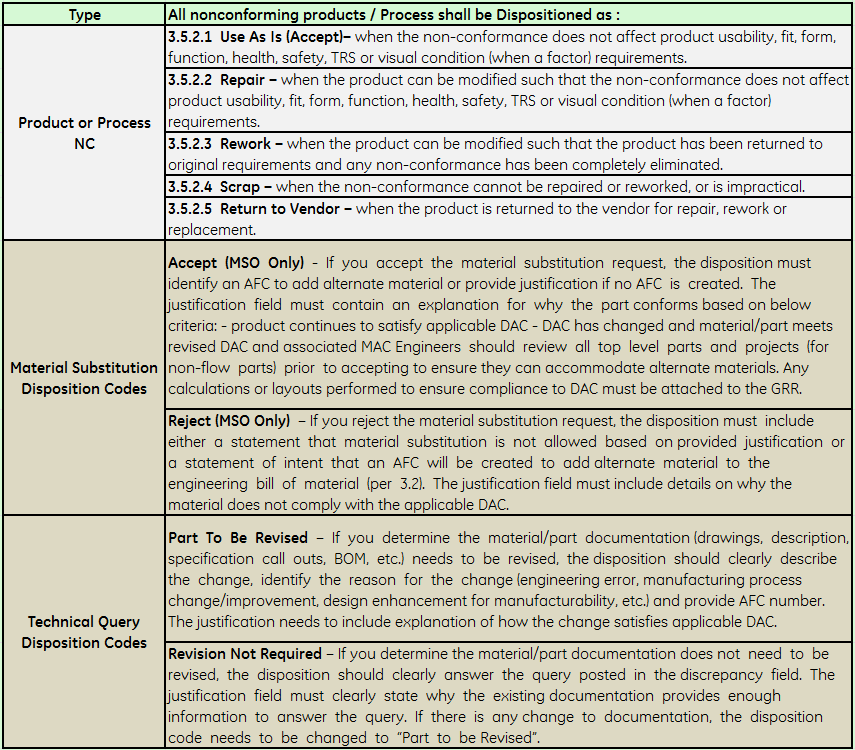 Type
All nonconforming products / Process shall be Dispositioned as :
Product or Process
NC
3.5.2.1 Use As Is (Accept)– when the non-conformance does not affect product usability, fit, form,
function, health, safety, TRS or visual condition (when a factor) requirements.
3.5.2.2 Repair – when the product can be modified such that the non-conformance does not affect
product usability, fit, form, function, health, safety, TRS or visual condition (when a factor)
requirements.
3.5.2.3 Rework – when the product can be modified such that the product has been returned to
original requirements and any non-conformance has been completely eliminated.
3.5.2.4 Scrap – when the non-conformance cannot be repaired or reworked, or is impractical.
3.5.2.5 Return to Vendor – when the product is returned to the vendor for repair, rework or
replacement.
Material Substitution
Disposition Codes
Accept (MSO Only) - If you accept the material substitution request, the disposition must
identify an AFC to add alternate material or provide justification if no AFC is created. The
justification field must contain an explanation for why the part conforms based on below
criteria: - product continues to satisfy applicable DAC - DAC has changed and material/part meets
revised DAC and associated MAC Engineers should review all top level parts and projects (for
non-flow parts) prior to accepting to ensure they can accommodate alternate materials. Any
calculations or layouts performed to ensure compliance to DAC must be attached to the GRR.
Reject (MSO Only) – If you reject the material substitution request, the disposition must include
either a statement that material substitution is not allowed based on provided justification or
a statement of intent that an AFC will be created to add alternate material to the
engineering bill of material (per 3.2). The justification field must include details on why the
material does not comply with the applicable DAC.
Technical Query
Disposition Codes
Part To Be Revised – If you determine the material/part documentation (drawings, description,
specification call outs, BOM, etc.) needs to be revised, the disposition should clearly describe
the change, identify the reason for the change (engineering error, manufacturing process
change/improvement, design enhancement for manufacturability, etc.) and provide AFC number.
The justification needs to include explanation of how the change satisfies applicable DAC.
Revision Not Required – If you determine the material/part documentation does not need to be
revised, the disposition should clearly answer the query posted in the discrepancy field. The
justification field must clearly state why the existing documentation provides enough
information to answer the query. If there is any change to documentation, the disposition
code needs to be changed to “Part to be Revised”.